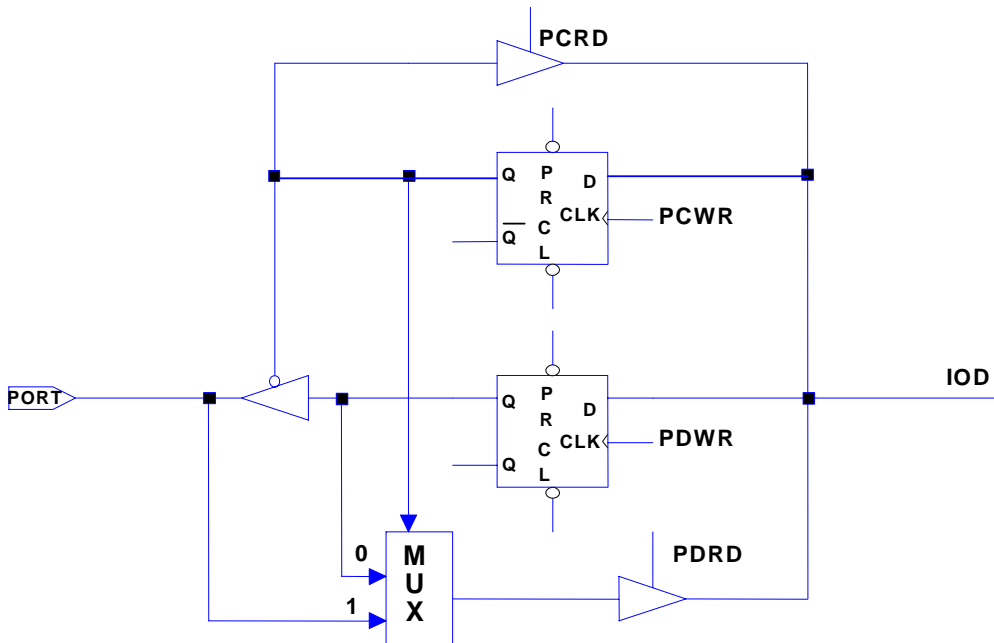 PCRD
Q P D
R
CLK PCWR
C
Q
L
IOD
PORT
Q P D
R
CLK PDWR
C
Q
L
0 M PDRD
U
1 X